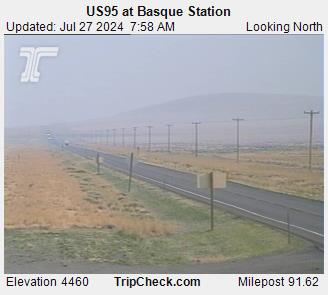 US95 at Basque Station
Updated: Jul 27 2024 7:58 AM Looking North
Elevation 4460 TripCheck.com Milepost 91.62